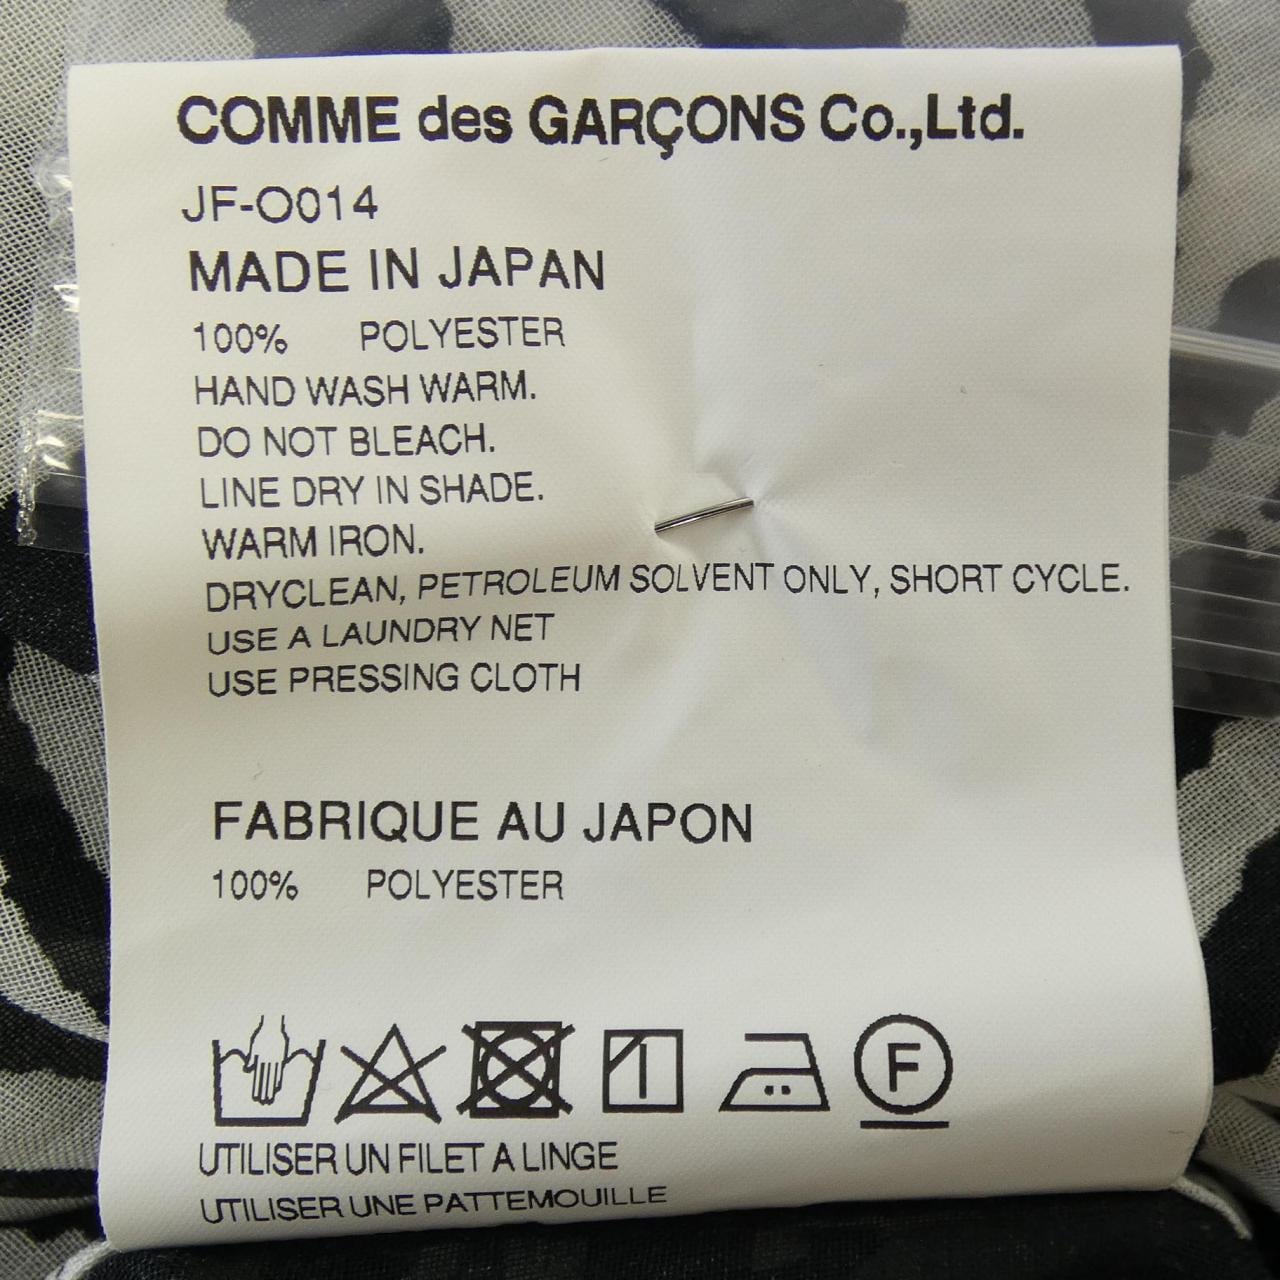 COMME des GARÇONS Co.,Ltd.
JF-O014
MADE IN JAPAN
100% POLYESTER
HAND WASH WARM.
DO NOT BLEACH.
LINE DRY IN SHADE.
WARM IRON.
DRYCLEAN, PETROLEUM SOLVENT ONLY, SHORT CYCLE.
USE A LAUNDRY NET
USE PRESSING CLOTH
FABRIQUE AU JAPON
100% POLYESTER
F
UTILISER UN FILET A LINGE
UTILISER UNE PATTEMOUILLE